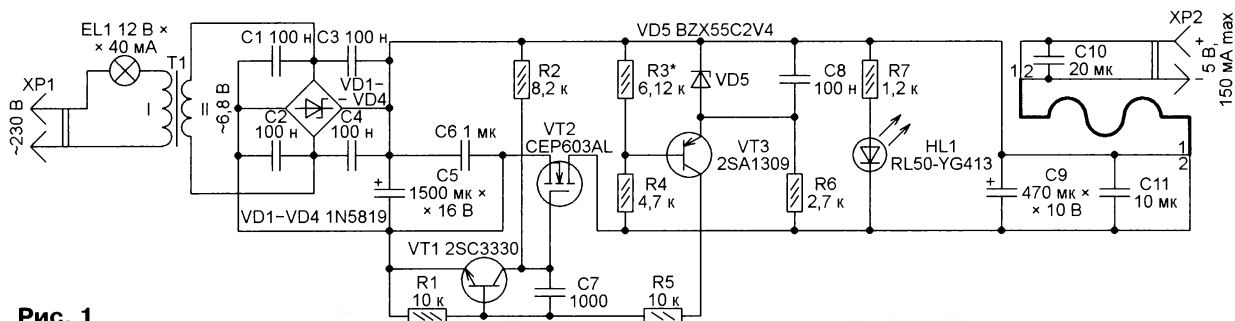 EL1 12 В ×
× 40 мА
XP1
~230 В
T1
I
II
~6,8 В
C1 100 н
C3 100 н
VD1–
VD4
C2
100 н
C4
100 н
VD1–VD4 1N5819
C5
1500 мк ×
× 16 В
+
C6 1 мк
R2
8,2 к
VT2
CEP603AL
VT1 2SC3330
R1
10 к
C7
1000
R5
10 к
R3*
6,12 к
R4
4,7 к
VD5 BZX55C2V4
VD5
VT3
2SA1309
C8
100 н
R6
2,7 к
R7
1,2 к
HL1
RL50-YG413
+
C9
470 мк ×
× 10 В
C11
10 мк
C10
20 мк
1
2
1
2
XP2
+
−
5 В,
150 мА max
Рис. 1